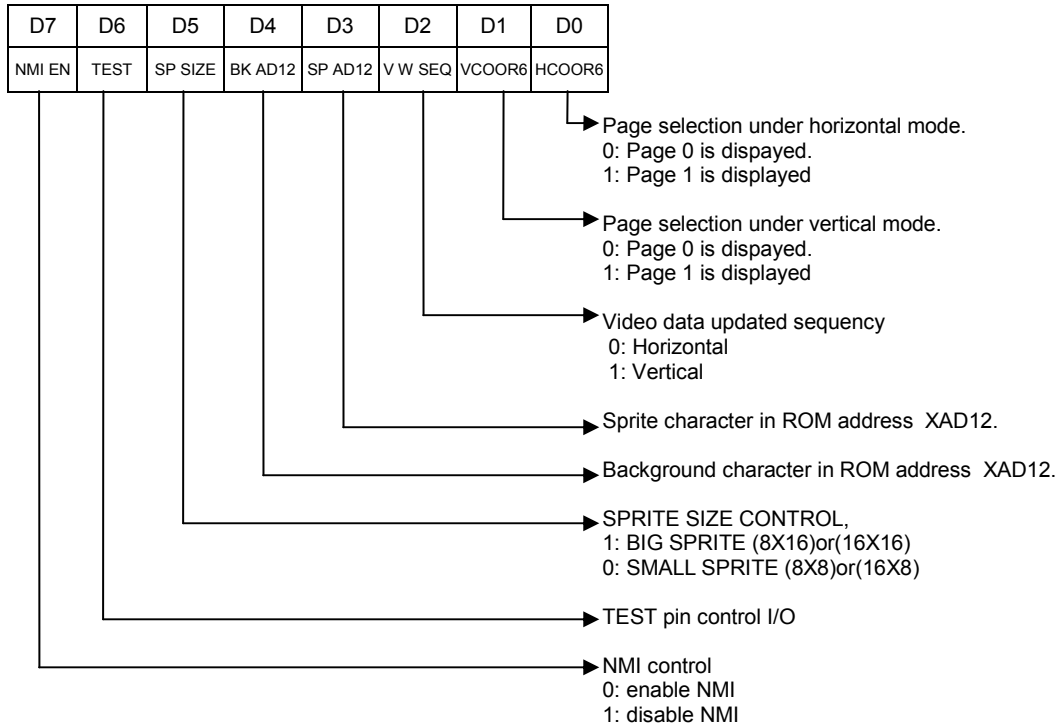 D7 D6 D5 D4 D3 D2 D1 D0
NMI EN TEST SP SIZE BK AD12 SP AD12 V W SEQ VCOOR6 HCOOR6
Page selection under horizontal mode.
0: Page 0 is dispayed.
1: Page 1 is displayed
Page selection under vertical mode.
0: Page 0 is dispayed.
1: Page 1 is displayed
Video data updated sequency
0: Horizontal
1: Vertical
Sprite character in ROM address XAD12.
Background character in ROM address XAD12.
SPRITE SIZE CONTROL,
1: BIG SPRITE (8X16)or(16X16)
0: SMALL SPRITE (8X8)or(16X8)
TEST pin control I/O
NMI control
0: enable NMI
1: disable NMI